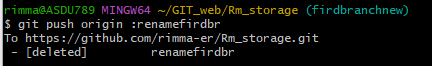 rimma@ASDU789 MINGW64 ~/GIT_web/Rm_storage (firdbranchnew)
$ git push origin :renamefirdbr
To https://github.com/rimma-er/Rm_storage.git
 - [deleted]         renamefirdbr